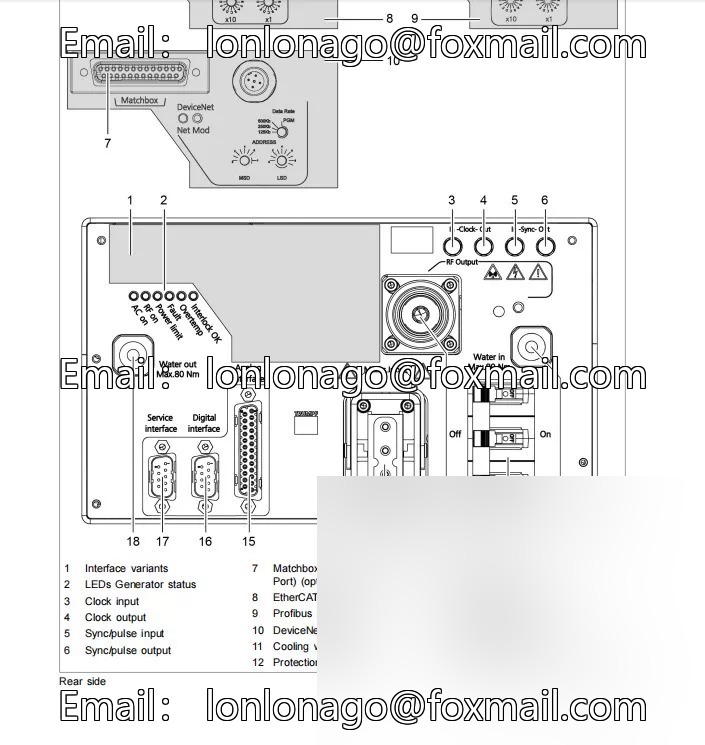 x10 x1 8 9 x10 x1
Email： lonlonago@foxmail.com
10
Matchbox
DeviceNet
Net Mod
Data Rate
500Kb PGM
250Kb
125Kb
ADDRESS
MSD LSD
7
1 2 3 4 5 6
-Clock- Out -Sync- Out
RF Output
AC on
RF on
Power limit
Fault
Overtemp
Interlock OK
Water out
Max.80 Nm
Water in
Email： lonlonago@foxmail.com
Service interface
Digital interface
TRUMPF
Off On
18 17 16 15
1 Interface variants
2 LEDs Generator status
3 Clock input
4 Clock output
5 Sync/pulse input
6 Sync/pulse output
7 Matchbox
Port)
8 EtherCAT
9 Profibus
10
11 Cooling
12
Rear side
Email： lonlonago@foxmail.com